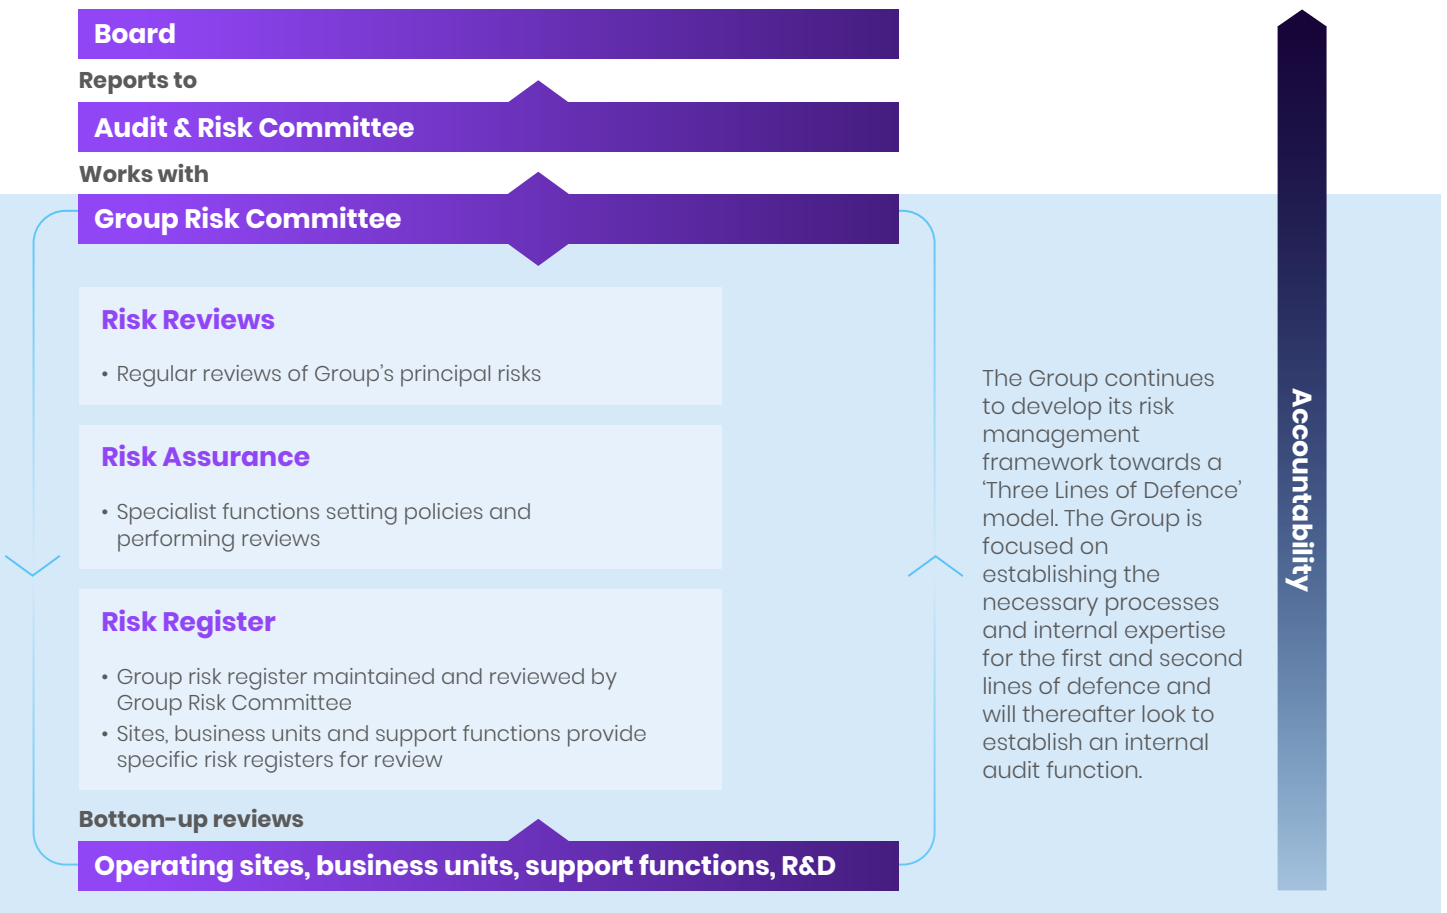 Board
Reports to
Audit & Risk Committee
Works with
Group Risk Committee
Risk Reviews
• Regular reviews of Group’s principal risks
Risk Assurance
• Specialist functions setting policies and
performing reviews
Risk Register
• Group risk register maintained and reviewed by
Group Risk Committee
• Sites, business units and support functions provide
specific risk registers for review
Bottom-up reviews
Operating sites, business units, support functions, R&D
The Group continues
to develop its risk
management
framework towards a
‘Three Lines of Defence’
model. The Group is
focused on
establishing the
necessary processes
and internal expertise
for the first and second
lines of defence and
will thereafter look to
establish an internal
audit function.
Accountability